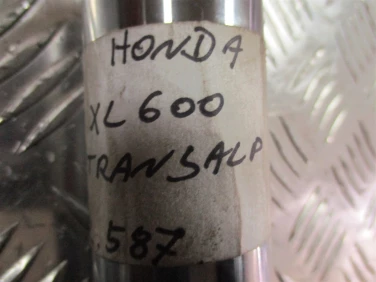 HONDA
XL600
TRANSALP
.587